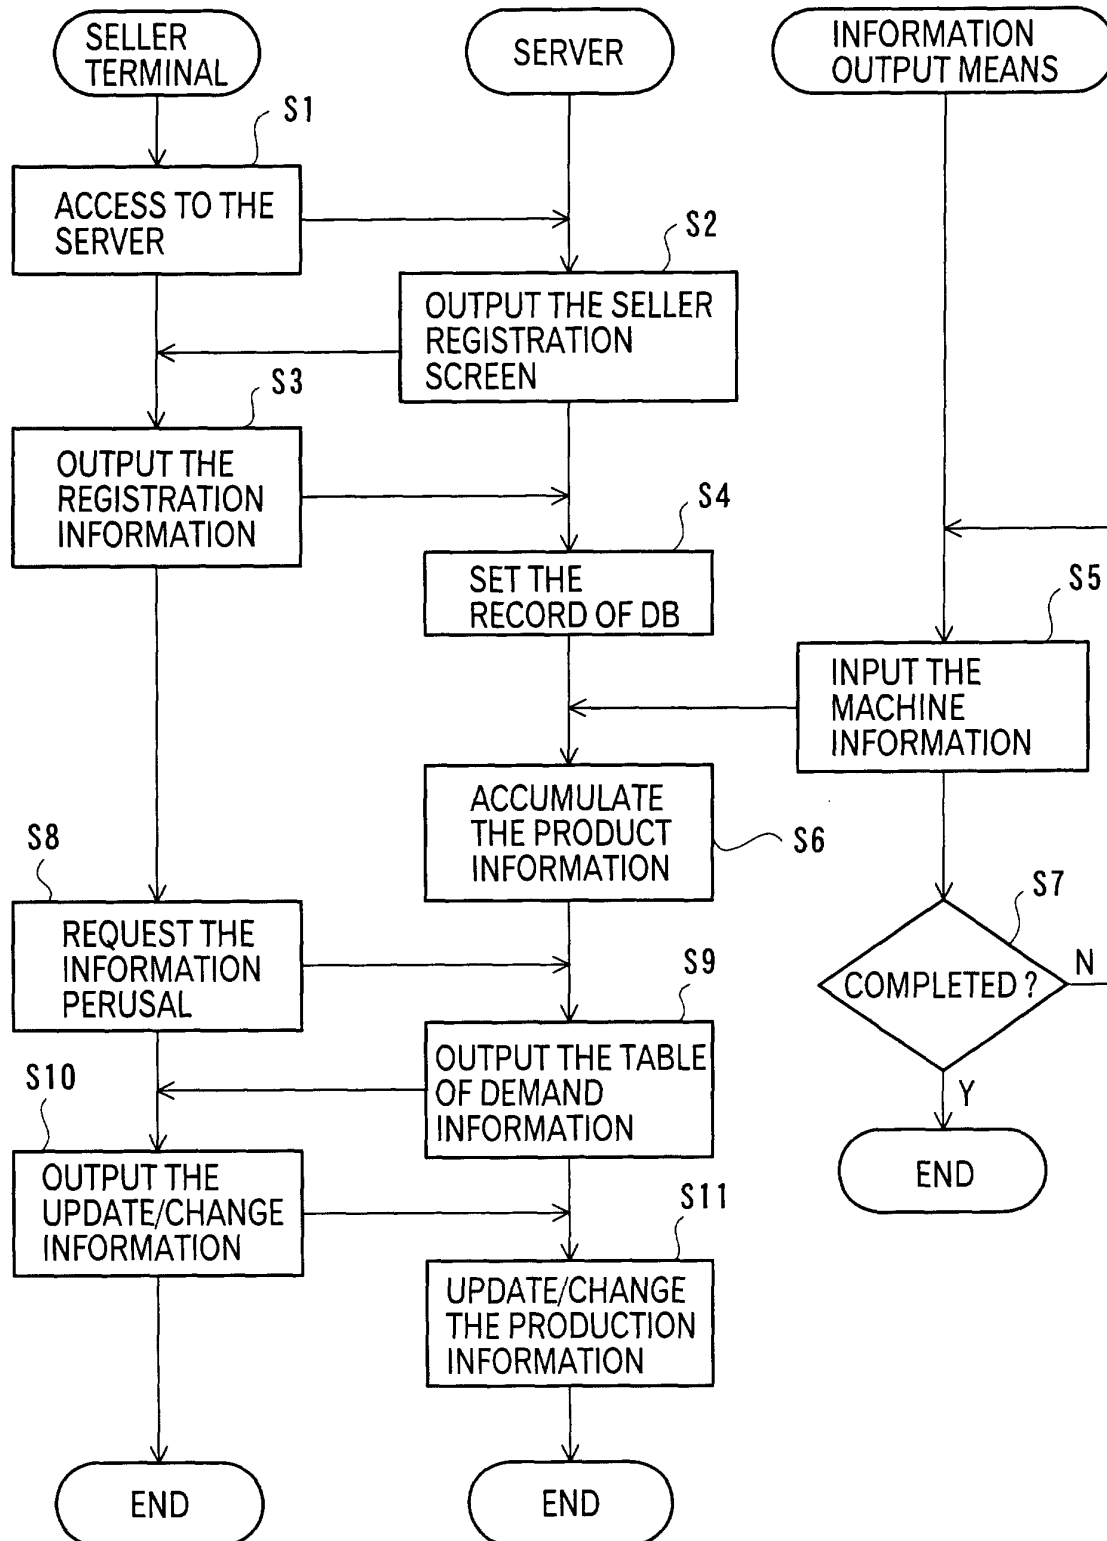 SELLER
TERMINAL
SERVER
INFORMATION
OUTPUT MEANS
S1
ACCESS TO THE
SERVER
S2
OUTPUT THE SELLER
REGISTRATION
SCREEN
S3
OUTPUT THE
REGISTRATION
INFORMATION
S4
SET THE
RECORD OF DB
S5
INPUT THE
MACHINE
INFORMATION
ACCUMULATE
THE PRODUCT
INFORMATION
S6
S7
COMPLETED ?
N
Y
END
S8
REQUEST THE
INFORMATION
PERUSAL
S9
OUTPUT THE TABLE
OF DEMAND
INFORMATION
S10
OUTPUT THE
UPDATE/CHANGE
INFORMATION
S11
UPDATE/CHANGE
THE PRODUCTION
INFORMATION
END
END